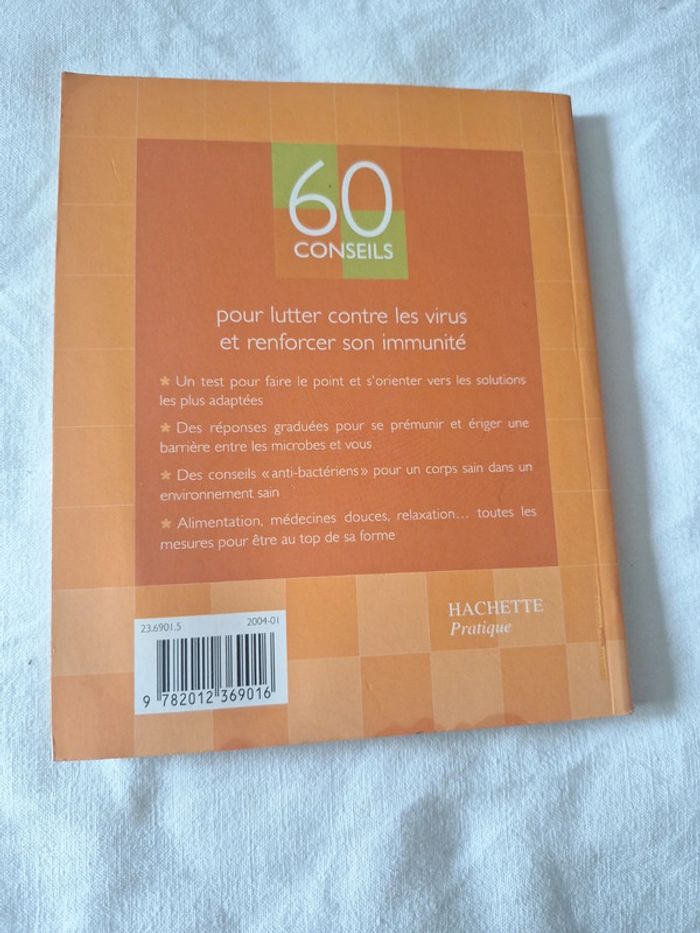 60
CONSEILS
pour lutter contre les virus
et renforcer son immunité
★ Un test pour faire le point et s'orienter vers les solutions
les plus adaptées
★ Des réponses graduées pour se prémunir et ériger une
barrière entre les microbes et vous
★ Des conseils « anti-bactériens » pour un corps sain dans un
environnement sain
★ Alimentation, médecines douces, relaxation... toutes les
mesures pour être au top de sa forme
HACHETTE
Pratique
23.6901.5 2004-01
9 782012 369016